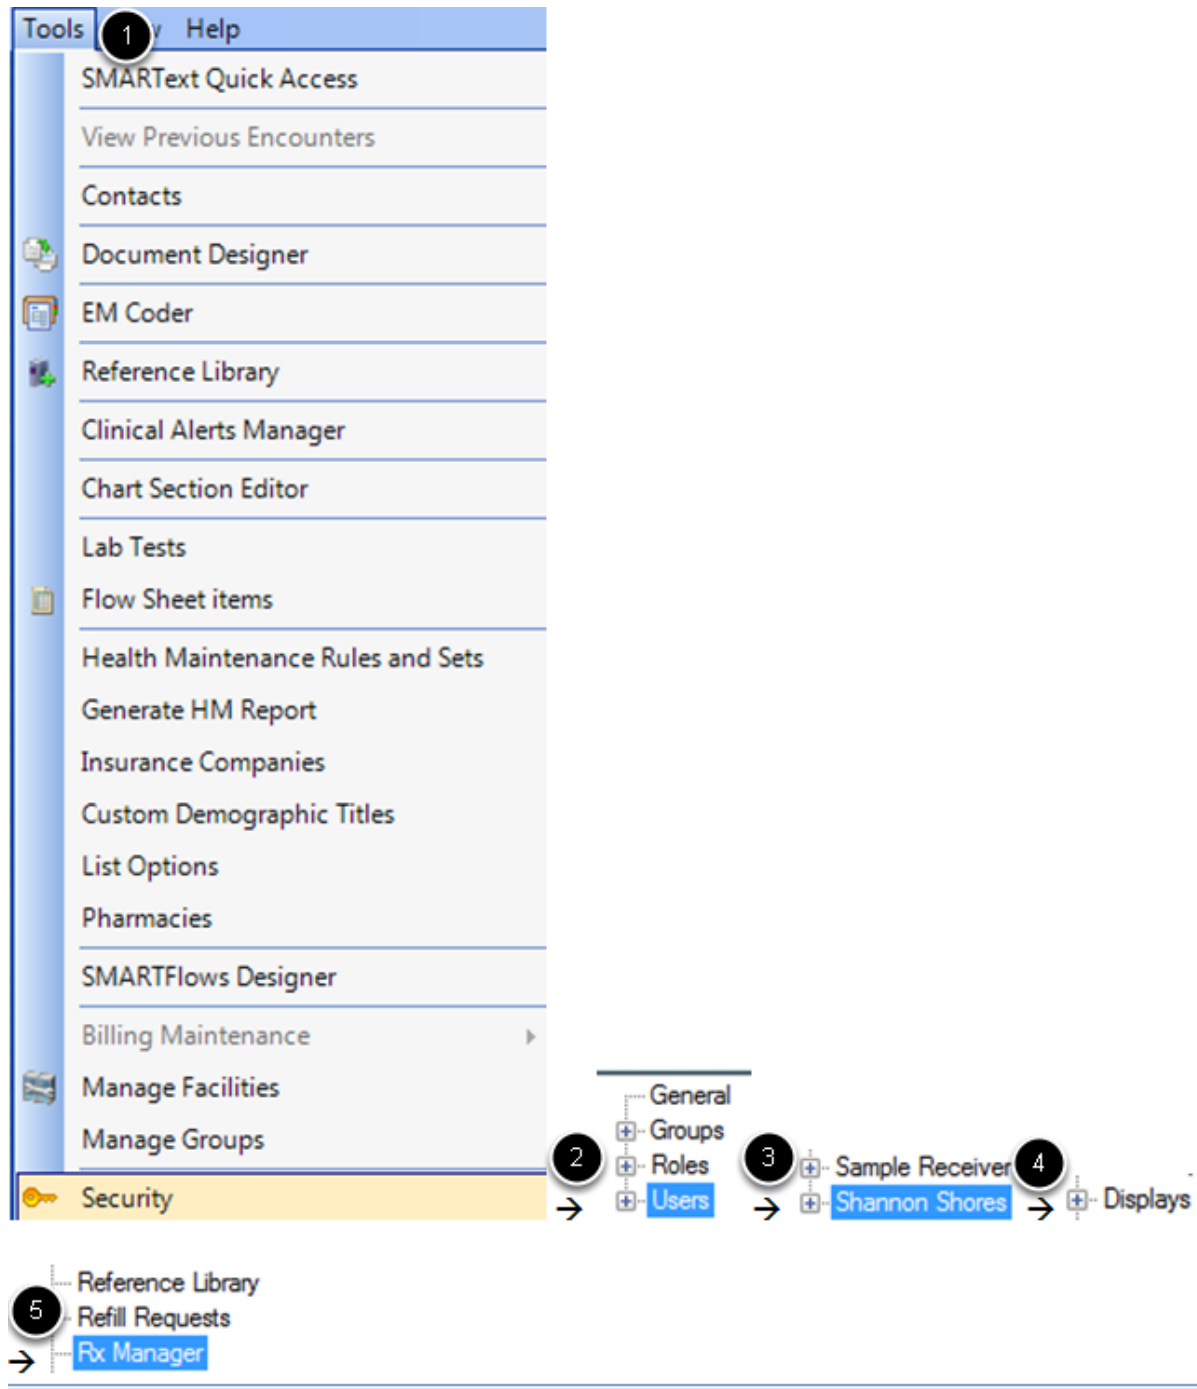 Tools 1 Help
SMARText Quick Access
View Previous Encounters
Contacts
Document Designer
EM Coder
Reference Library
Clinical Alerts Manager
Chart Section Editor
Lab Tests
Flow Sheet items
Health Maintenance Rules and Sets
Generate HM Report
Insurance Companies
Custom Demographic Titles
List Options
Pharmacies
SMARTFlows Designer
Billing Maintenance
Manage Facilities
Manage Groups
Security
2
→
General
Groups
Roles
Users
3
→
Sample Receiver
Shannon Shores
4
→
Displays
5
→
Reference Library
Refill Requests
Rx Manager